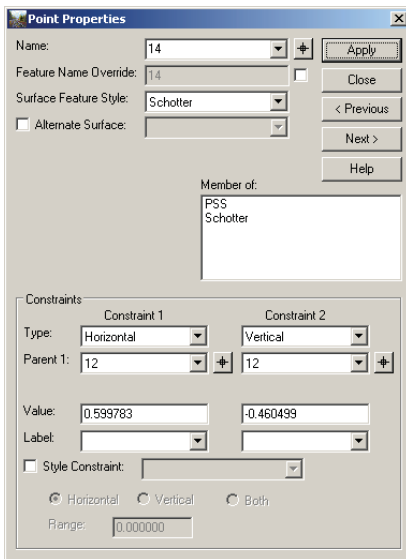 Point Properties
Name: 14 Apply
Feature Name Override: 14 Close
Surface Feature Style: Schotter < Previous
Alternate Surface: Next >
Help
Member of:
PSS
Schotter
Constraints
Constraint 1 Constraint 2
Type: Horizontal Vertical
Parent 1: 12 12
Value: 0.599783 -0.460499
Label:
Style Constraint:
Horizontal Vertical Both
Range: 0.000000